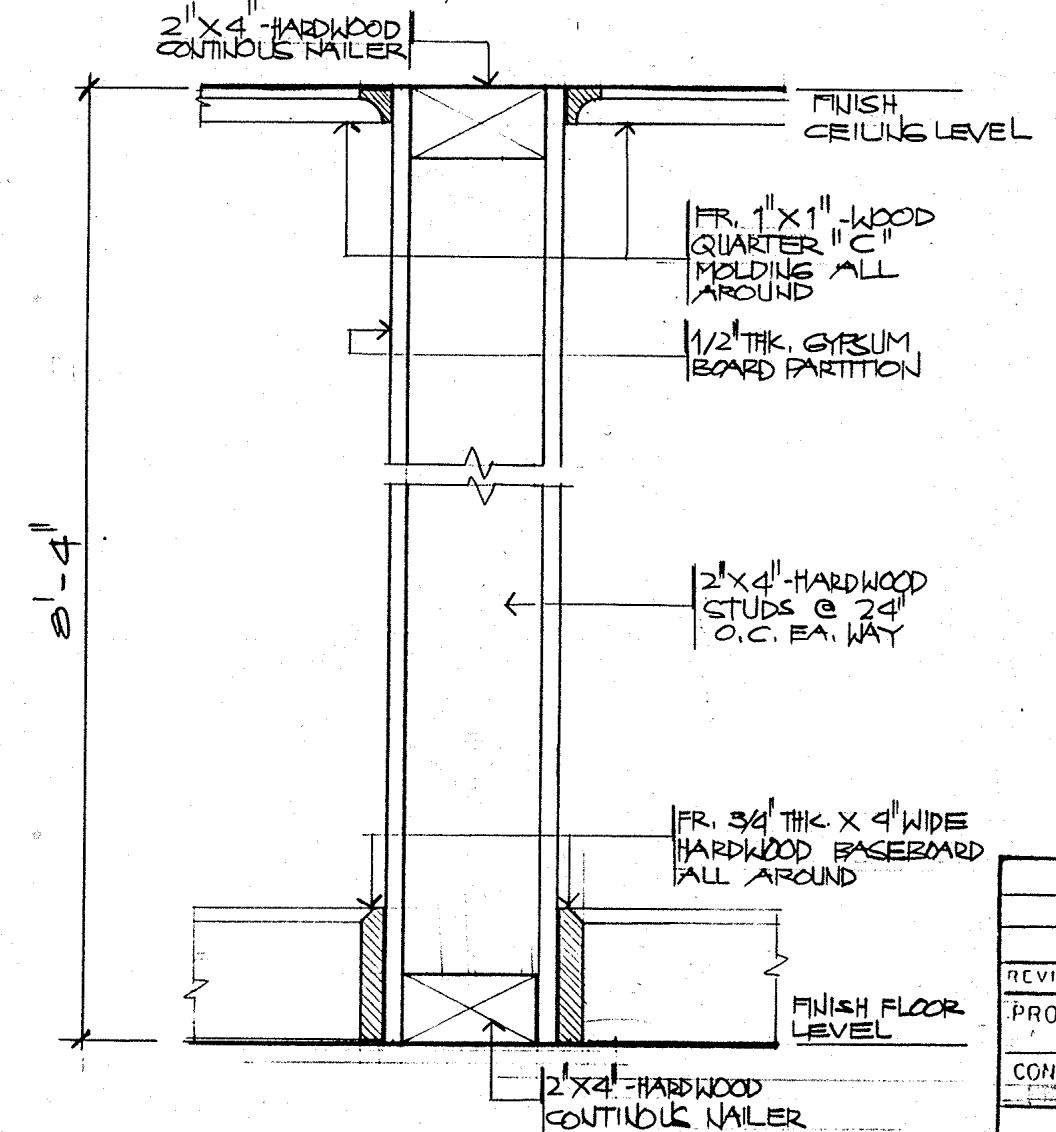 2"X4"-HARDWOOD
CONTINOUS NAILER
FINISH
CEILING LEVEL
FR. 1"X1"-WOOD
QUARTER "C"
MOLDING ALL
AROUND
1/2" THK. GYPSUM
BOARD PARTITION
8'-4"
2"X4"-HARDWOOD
STUDS @ 24"
O.C. EA. WAY
FR. 3/4" THK. X 4" WIDE
HARDWOOD BASEBOARD
ALL AROUND
REVI
PRO
CON
FINISH FLOOR
LEVEL
2"X4"-HARDWOOD
CONTINOUS NAILER